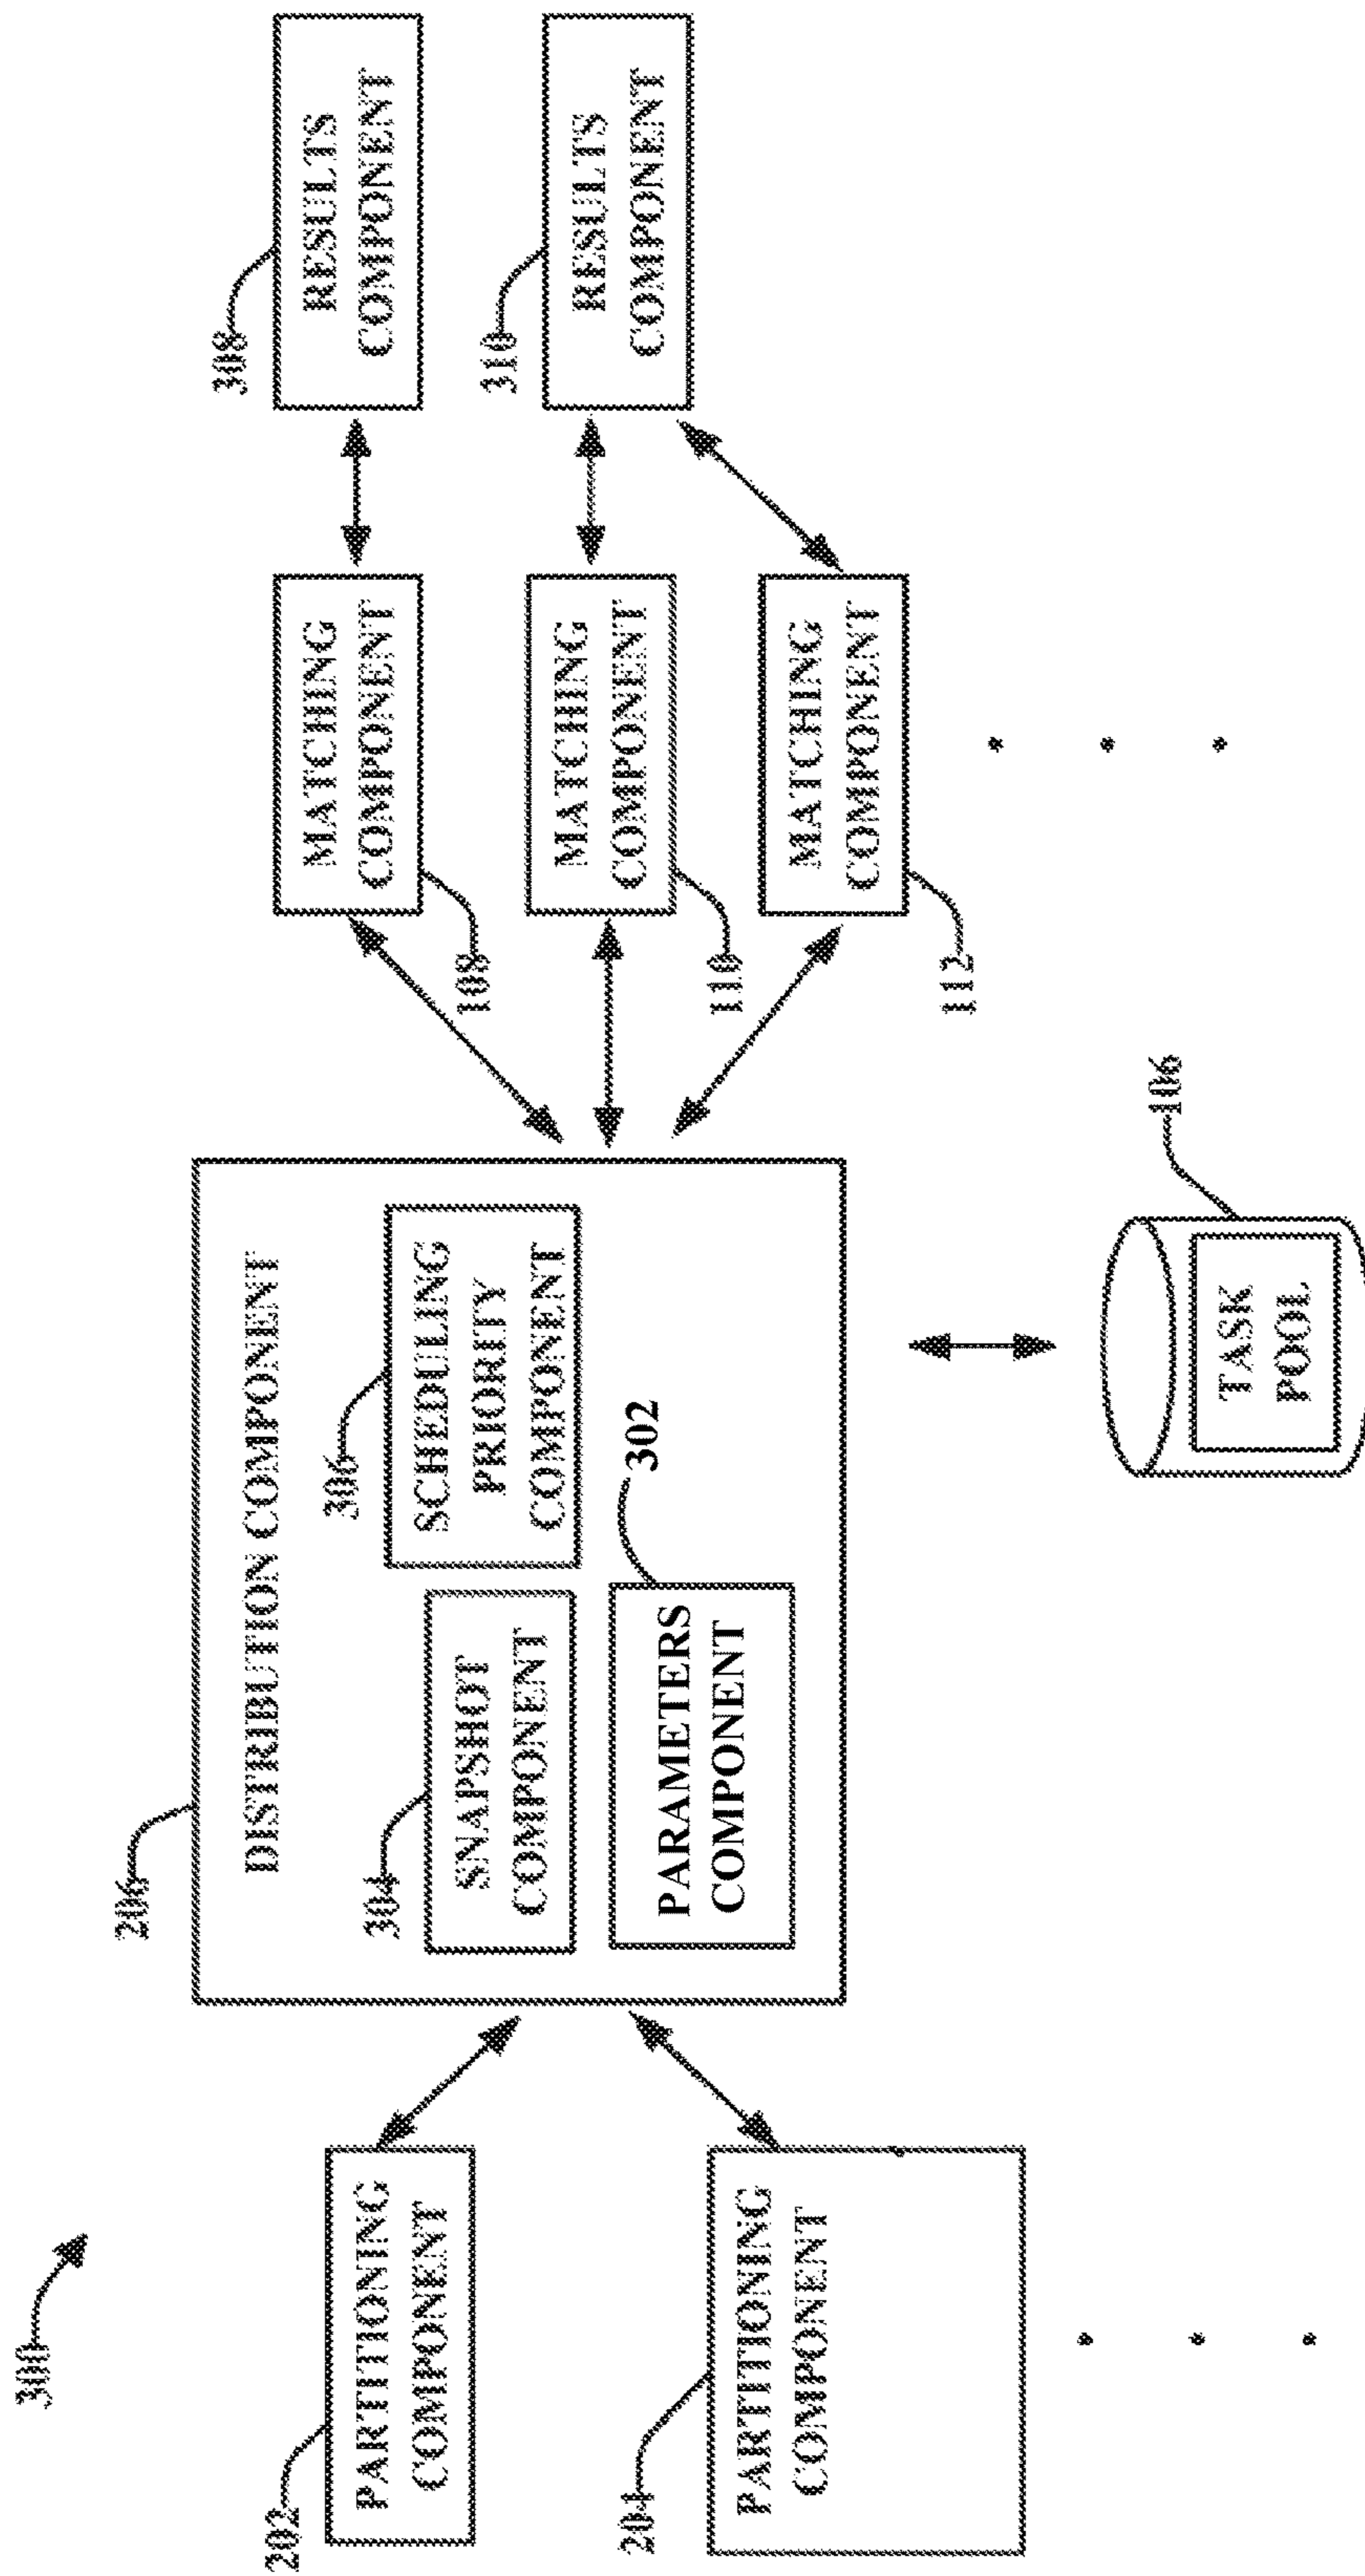 300
202
PARTITIONING
COMPONENT
204
PARTITIONING
COMPONENT
206
DISTRIBUTION COMPONENT
304
SNAPSHOT
COMPONENT
306
SCHEDULING
PRIORITY
COMPONENT
302
PARAMETERS
COMPONENT
106
TASK
POOL
MATCHING
COMPONENT
108
MATCHING
COMPONENT
110
MATCHING
COMPONENT
112
308
RESULTS
COMPONENT
310
RESULTS
COMPONENT